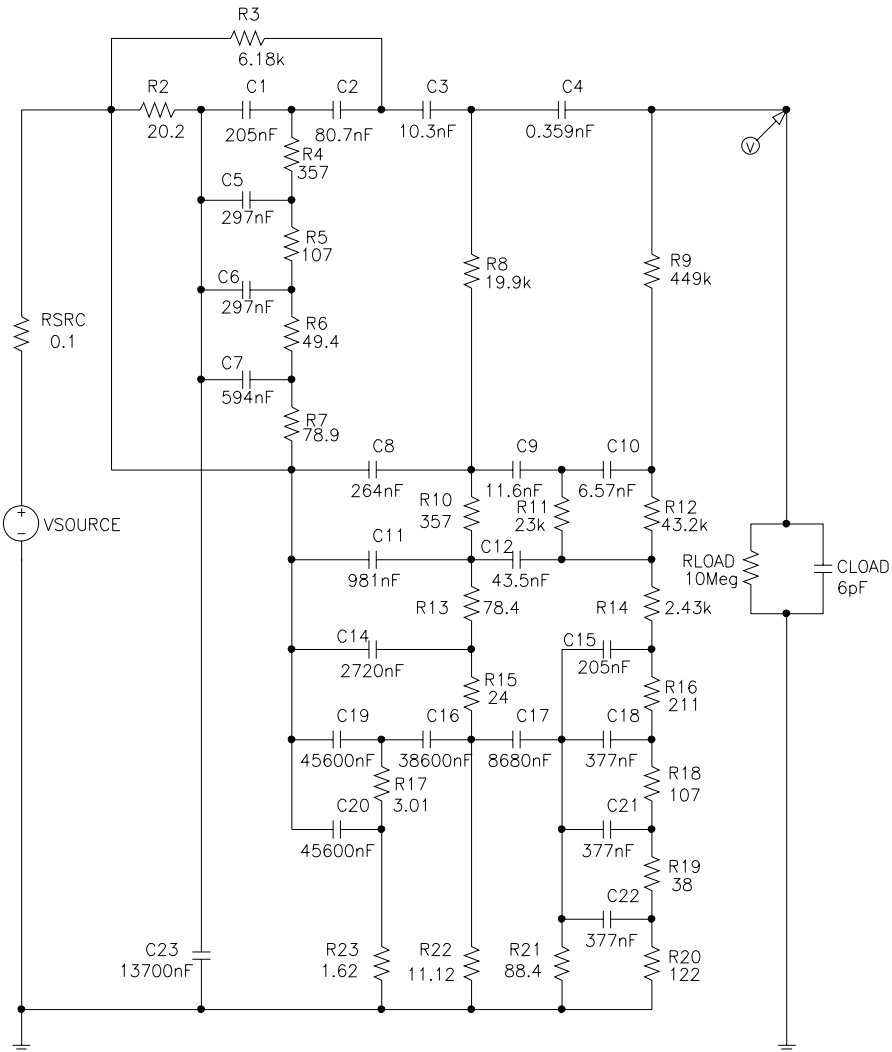 R3
6.18k
R2
20.2
C1
205nF
C2
80.7nF
C3
10.3nF
C4
0.359nF
V
R4
357
C5
297nF
R5
107
R8
19.9k
R9
449k
C6
297nF
RSRC
0.1
R6
49.4
C7
594nF
R7
78.9
C8
264nF
C9
11.6nF
C10
6.57nF
R10
357
R11
23k
R12
43.2k
VSOURCE
C11
981nF
C12
43.5nF
RLOAD
10Meg
CLOAD
6pF
R13
78.4
R14
2.43k
C14
2720nF
C15
205nF
R15
24
R16
211
C19
45600nF
C16
38600nF
C17
8680nF
C18
377nF
R17
3.01
R18
107
C20
45600nF
C21
377nF
R19
38
C22
377nF
C23
13700nF
R23
1.62
R22
11.12
R21
88.4
R20
122